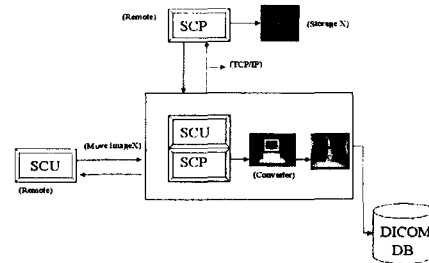 (Remote)
SCP
(Storage X)
(TCP/IP)
(Move ImageX)
SCU
(Remote)
SCU
SCP
(Converter)
DICOM
DB